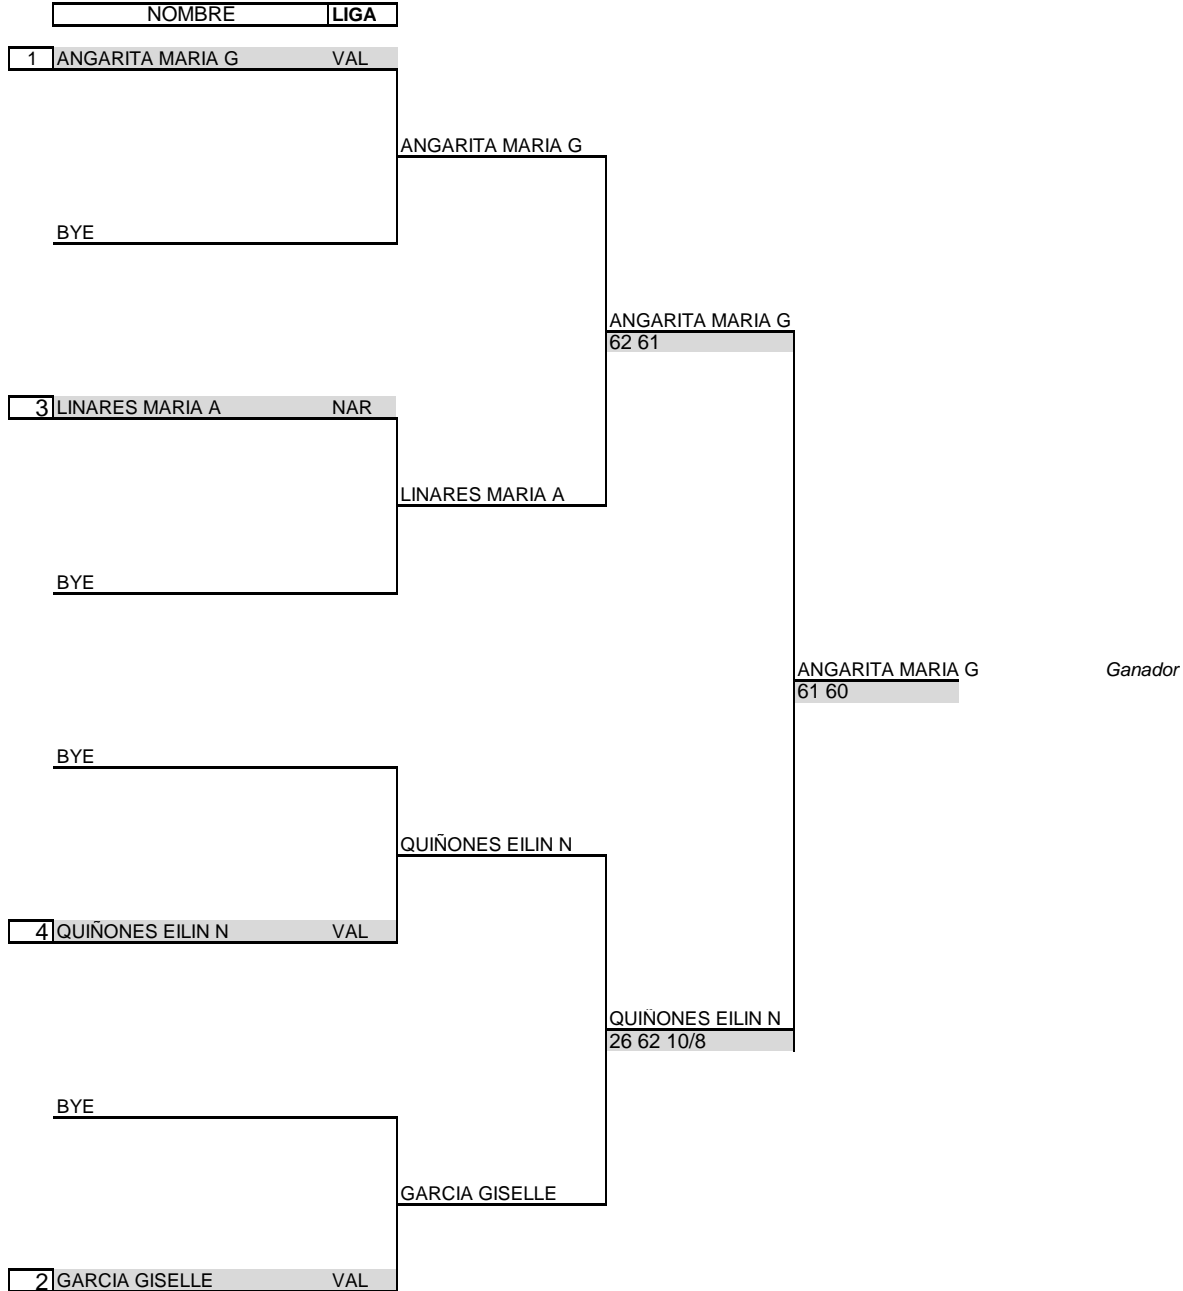 NOMBRE LIGA
1 ANGARITA MARIA G VAL
ANGARITA MARIA G
BYE
ANGARITA MARIA G
62 61
3 LINARES MARIA A NAR
LINARES MARIA A
BYE
ANGARITA MARIA G Ganador
61 60
BYE
QUIÑONES EILIN N
4 QUIÑONES EILIN N VAL
QUIÑONES EILIN N
26 62 10/8
BYE
GARCIA GISELLE
2 GARCIA GISELLE VAL